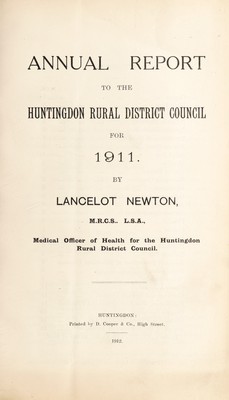 ANNUAL REPORT
TO THE
HUNTINGDON RURAL DISTRICT COUNCIL
FOR
1911.
BY
LANCELOT NEWTON,
M.R.C.S., L.S.A.,
Medical Officer of Health for the Huntingdon
Rural District Council.
HUNTINGDON:
Printed by D. Cooper & Co., High Street.
1912.